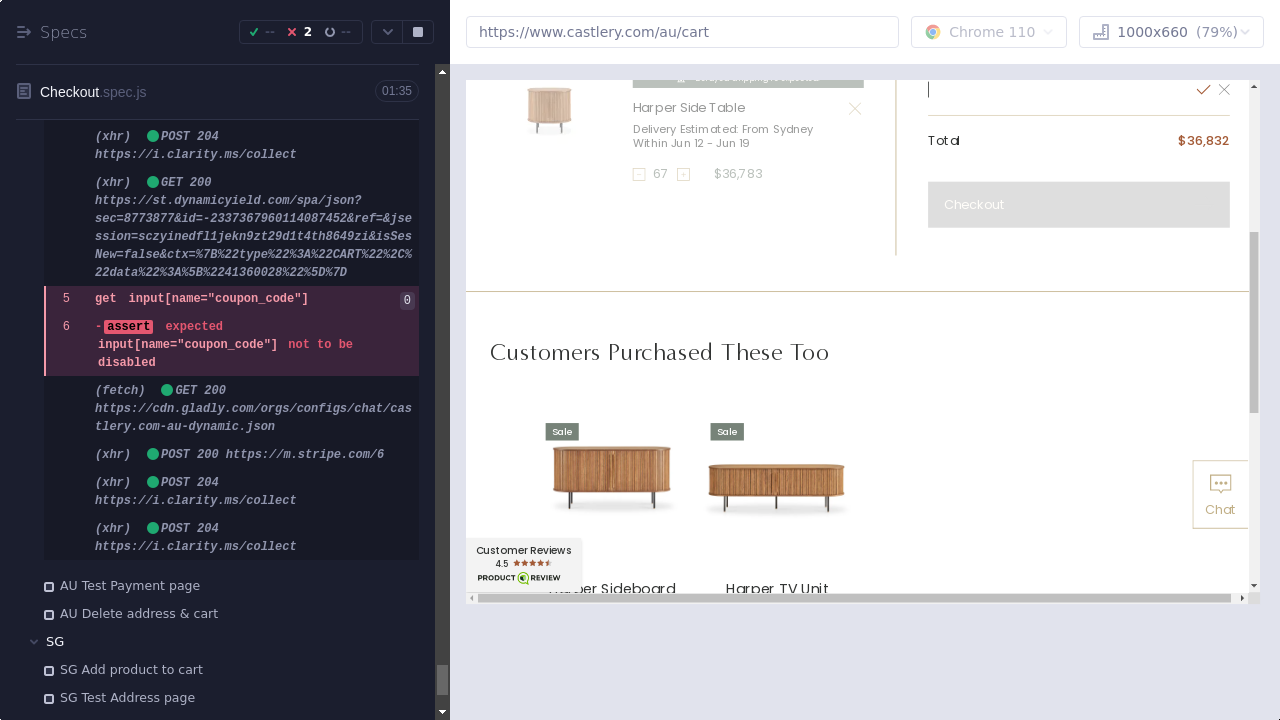 Specs
--
2
--
https://www.castlery.com/au/cart
Chrome 110
1000x660 (79%)
Checkout.spec.js
01:35
(xhr) POST 204
https://i.clarity.ms/collect
(xhr) GET 200
https://st.dynamicyield.com/spa/json?
sec=8773877&id=-2337367960114087452&ref=&jse
ssion=sczyinedfl1jekn9zt29d1t4th8649zi&isSes
New=false&ctx=%7B%22type%22%3A%22CART%22%2C%
22data%22%3A%5B%2241360028%22%5D%7D
5 get input[name="coupon_code"] 0
6 -assert expected
input[name="coupon_code"] not to be
disabled
(fetch) GET 200
https://cdn.gladly.com/orgs/configs/chat/cas
tlery.com-au-dynamic.json
(xhr) POST 200 https://m.stripe.com/6
(xhr) POST 204
https://i.clarity.ms/collect
(xhr) POST 204
https://i.clarity.ms/collect
AU Test Payment page
AU Delete address & cart
SG
SG Add product to cart
SG Test Address page
Harper Side Table
Delivery Estimated: From Sydney
Within Jun 12 - Jun 19
- 67 + $36,783
Total $36,832
Checkout
Customers Purchased These Too
Sale
Sale
Chat
Customer Reviews
4.5
PRODUCT REVIEW
Harper Sideboard
Harper TV Unit